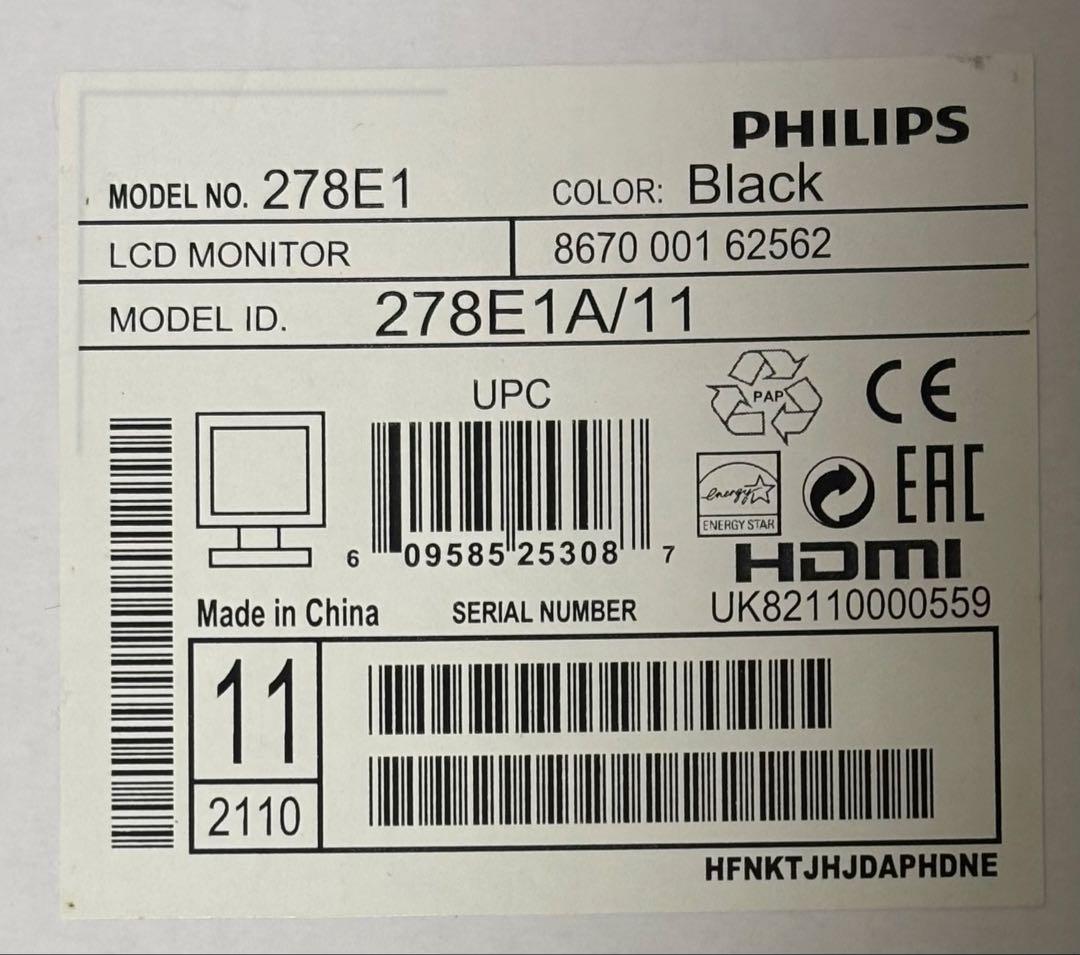 PHILIPS
MODEL NO. 278E1 COLOR: Black
LCD MONITOR 8670 001 62562
MODEL ID. 278E1A/11
UPC
PAP
CE
energy
ENERGY STAR
EAC
6 09585 25308 7
HDMI
Made in China SERIAL NUMBER UK82110000559
11
2110
HFNKTJHJDAPHDNE